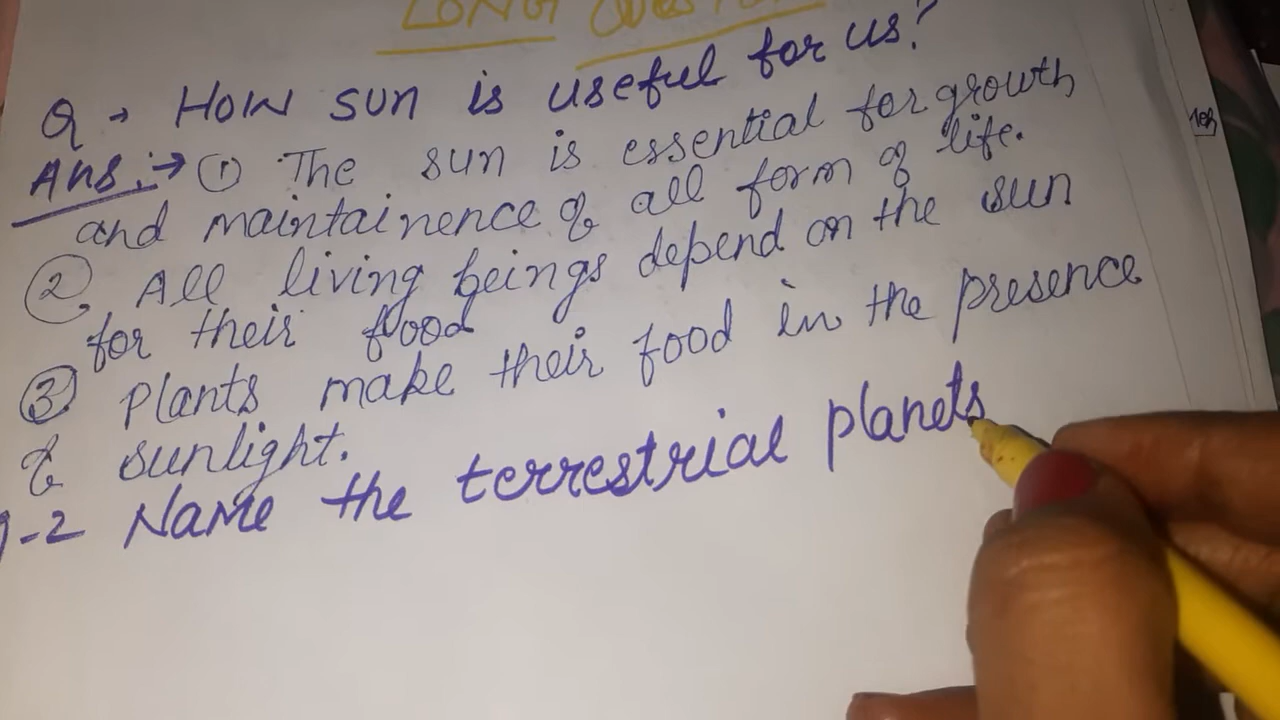 LONG QUESTION
Q → HOW SUN is useful for us?
Ans :→ ① The sun is essential for growth
and maintainence of all form of life.
②. All living beings depend on the sun
for their food
③ Plants make their food in the presence
of sunlight.
Q-2 Name the terrestrial planets